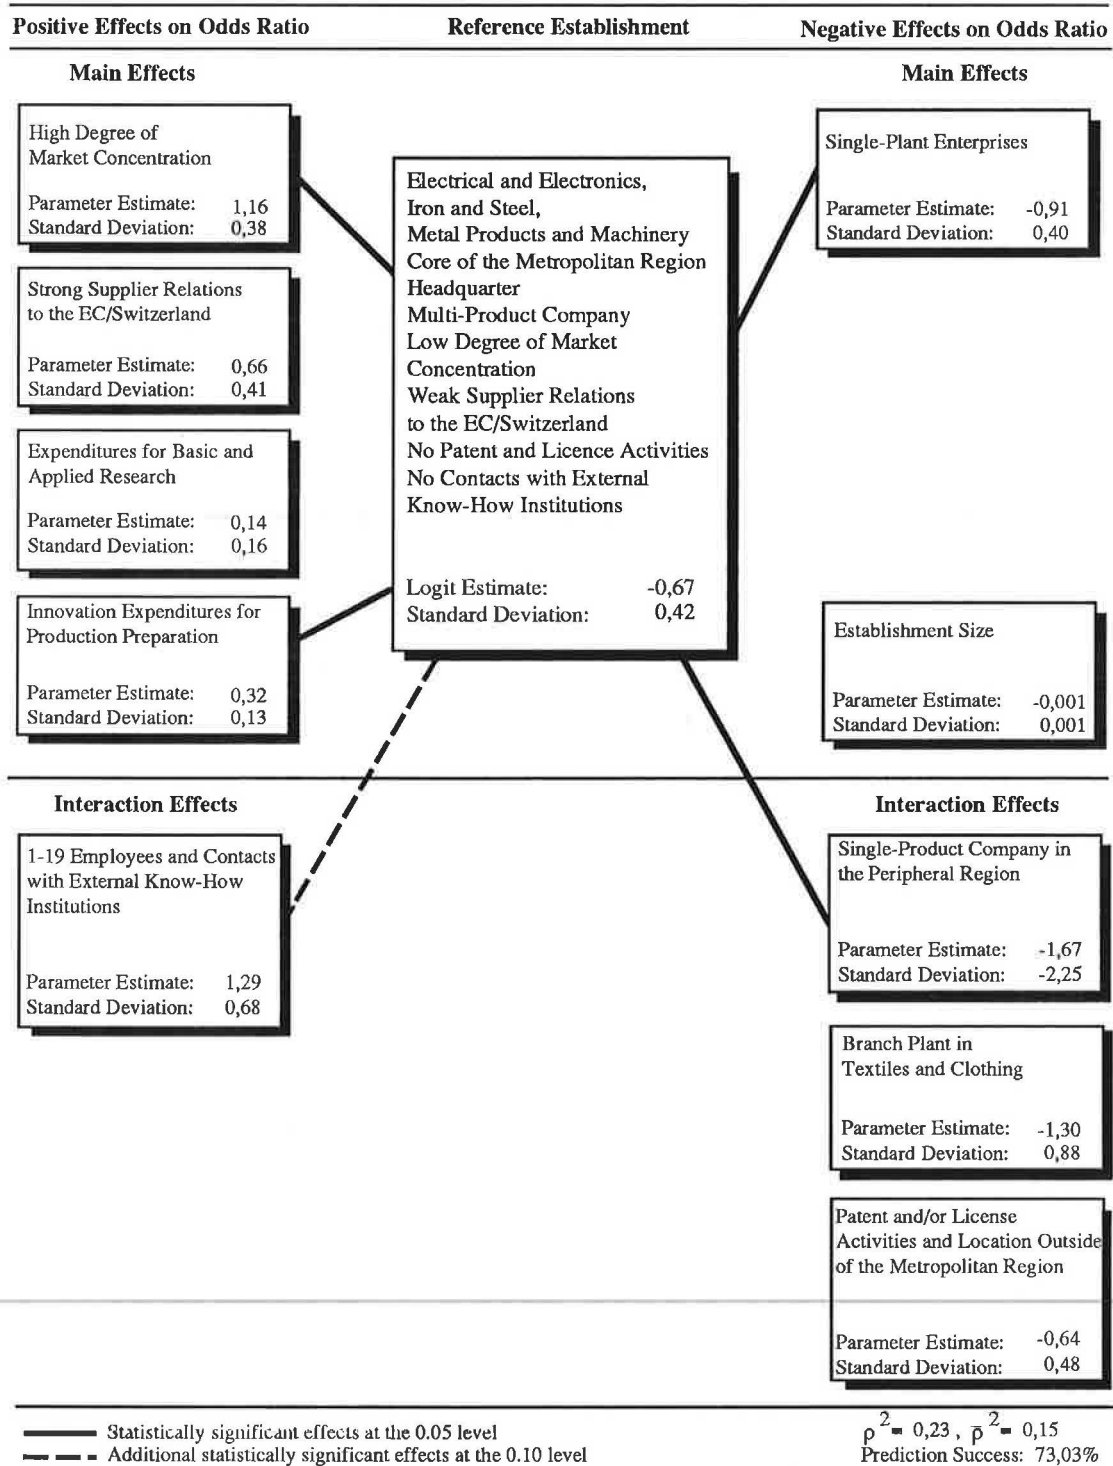 Positive Effects on Odds Ratio
Reference Establishment
Negative Effects on Odds Ratio
Main Effects
High Degree of
Market Concentration
Parameter Estimate: 1,16
Standard Deviation: 0,38
Strong Supplier Relations
to the EC/Switzerland
Parameter Estimate: 0,66
Standard Deviation: 0,41
Expenditures for Basic and
Applied Research
Parameter Estimate: 0,14
Standard Deviation: 0,16
Innovation Expenditures for
Production Preparation
Parameter Estimate: 0,32
Standard Deviation: 0,13
Interaction Effects
1-19 Employees and Contacts
with External Know-How
Institutions
Parameter Estimate: 1,29
Standard Deviation: 0,68
Electrical and Electronics,
Iron and Steel,
Metal Products and Machinery
Core of the Metropolitan Region
Headquarter
Multi-Product Company
Low Degree of Market
Concentration
Weak Supplier Relations
to the EC/Switzerland
No Patent and Licence Activities
No Contacts with External
Know-How Institutions
Logit Estimate: -0,67
Standard Deviation: 0,42
Main Effects
Single-Plant Enterprises
Parameter Estimate: -0,91
Standard Deviation: 0,40
Establishment Size
Parameter Estimate: -0,001
Standard Deviation: 0,001
Interaction Effects
Single-Product Company in
the Peripheral Region
Parameter Estimate: -1,67
Standard Deviation: -2,25
Branch Plant in
Textiles and Clothing
Parameter Estimate: -1,30
Standard Deviation: 0,88
Patent and/or License
Activities and Location Outside
of the Metropolitan Region
Parameter Estimate: -0,64
Standard Deviation: 0,48
Statistically significant effects at the 0.05 level
Additional statistically significant effects at the 0.10 level
ρ² = 0,23 , ρ̄² = 0,15
Prediction Success: 73,03%